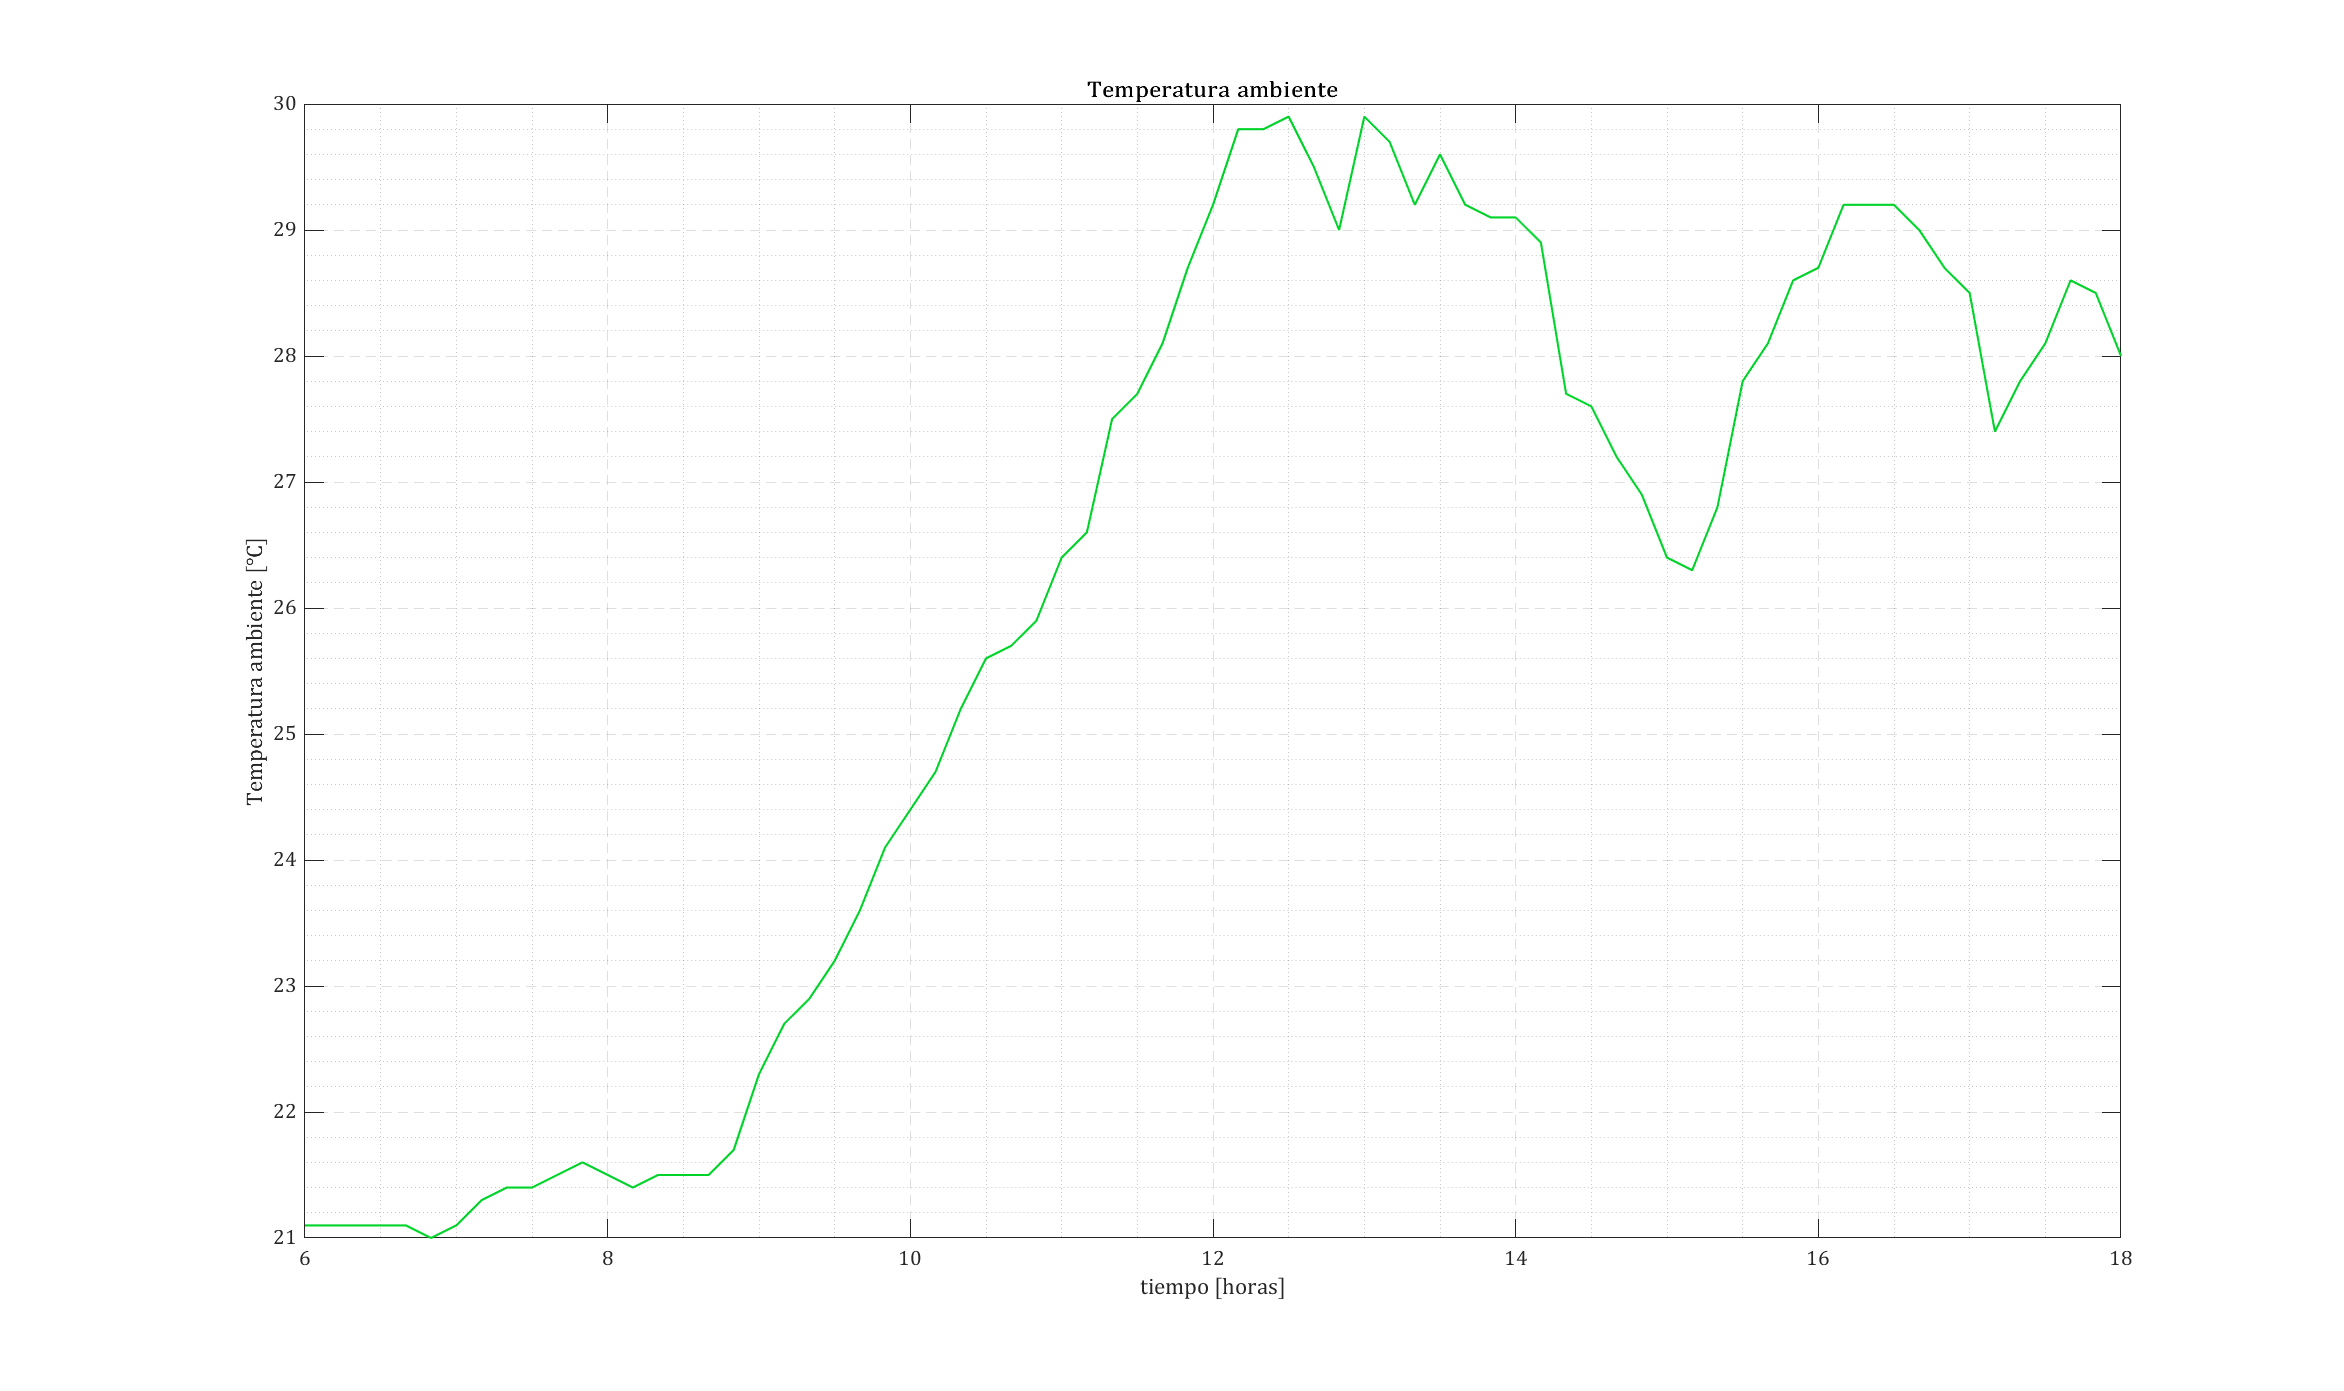 Temperatura ambiente
30
29
28
27
26
25
24
23
22
21
Temperatura ambiente [°C]
6 8 10 12 14 16 18
tiempo [horas]